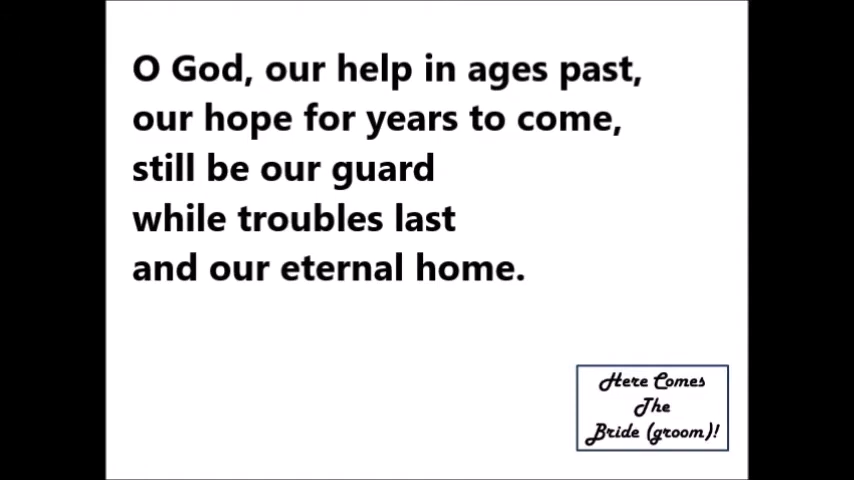 O God, our help in ages past,
our hope for years to come,
still be our guard
while troubles last
and our eternal home.
Here Comes
The
Bride (groom)!